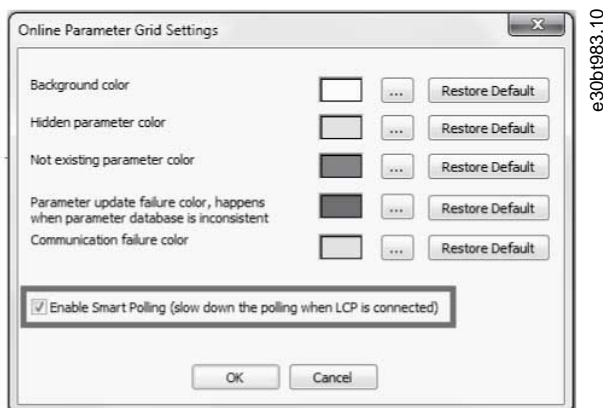 Online Parameter Grid Settings
x
Background color
... Restore Default
Hidden parameter color
... Restore Default
Not existing parameter color
... Restore Default
Parameter update failure color, happens
when parameter database is inconsistent
... Restore Default
Communication failure color
... Restore Default
Enable Smart Polling (slow down the polling when LCP is connected)
OK Cancel
e30bt983.10